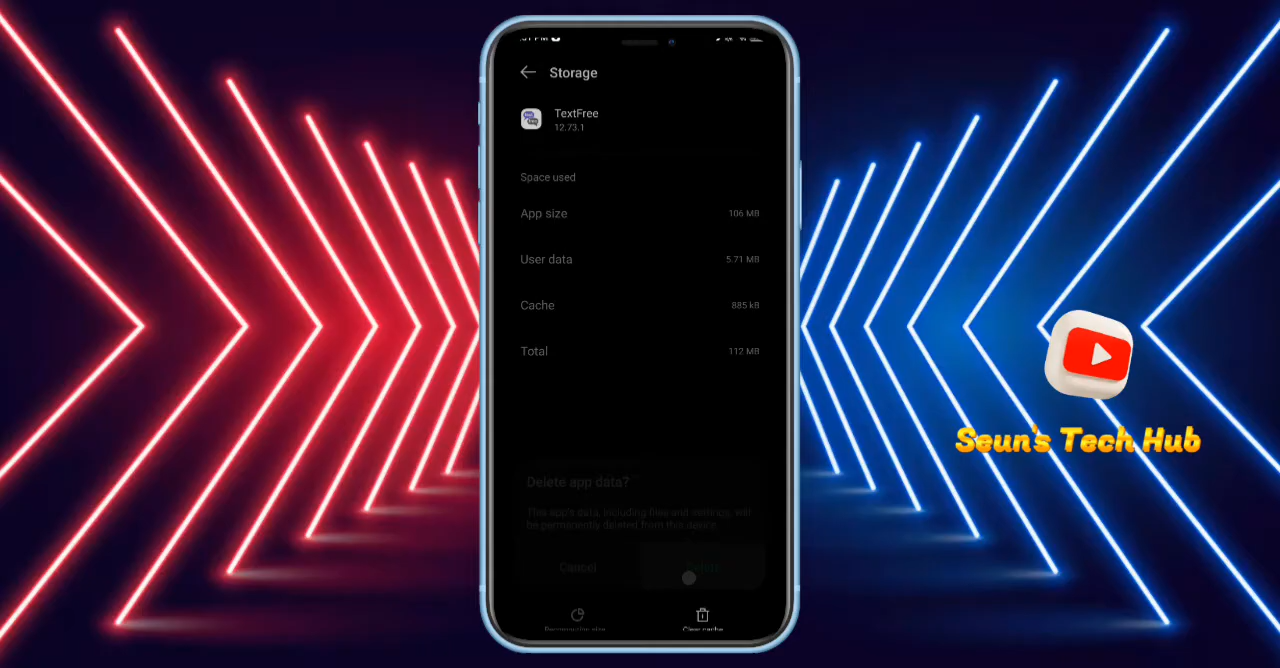 Storage
TextFree
12.73.1
Space used
App size
106 MB
User data
5.71 MB
Cache
885 kB
Total
112 MB
Delete app data?
This app's data, including files and settings, will
be permanently deleted from this device.
Cancel
Delete
Clear cache
Seun's Tech Hub